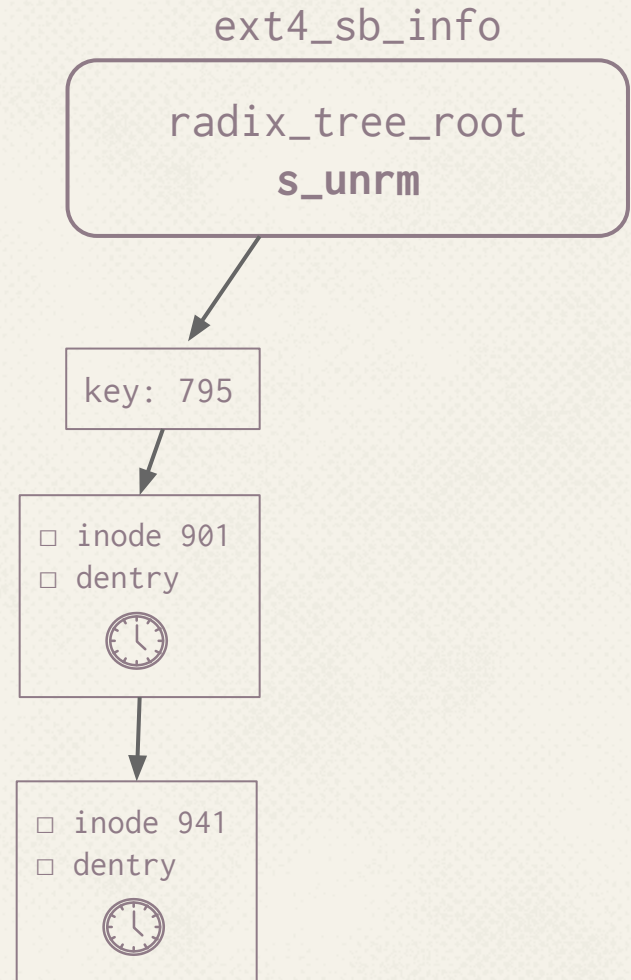 ext4_sb_info
radix_tree_root
s_unrm
key: 795
□ inode 901
□ dentry
□ inode 941
□ dentry